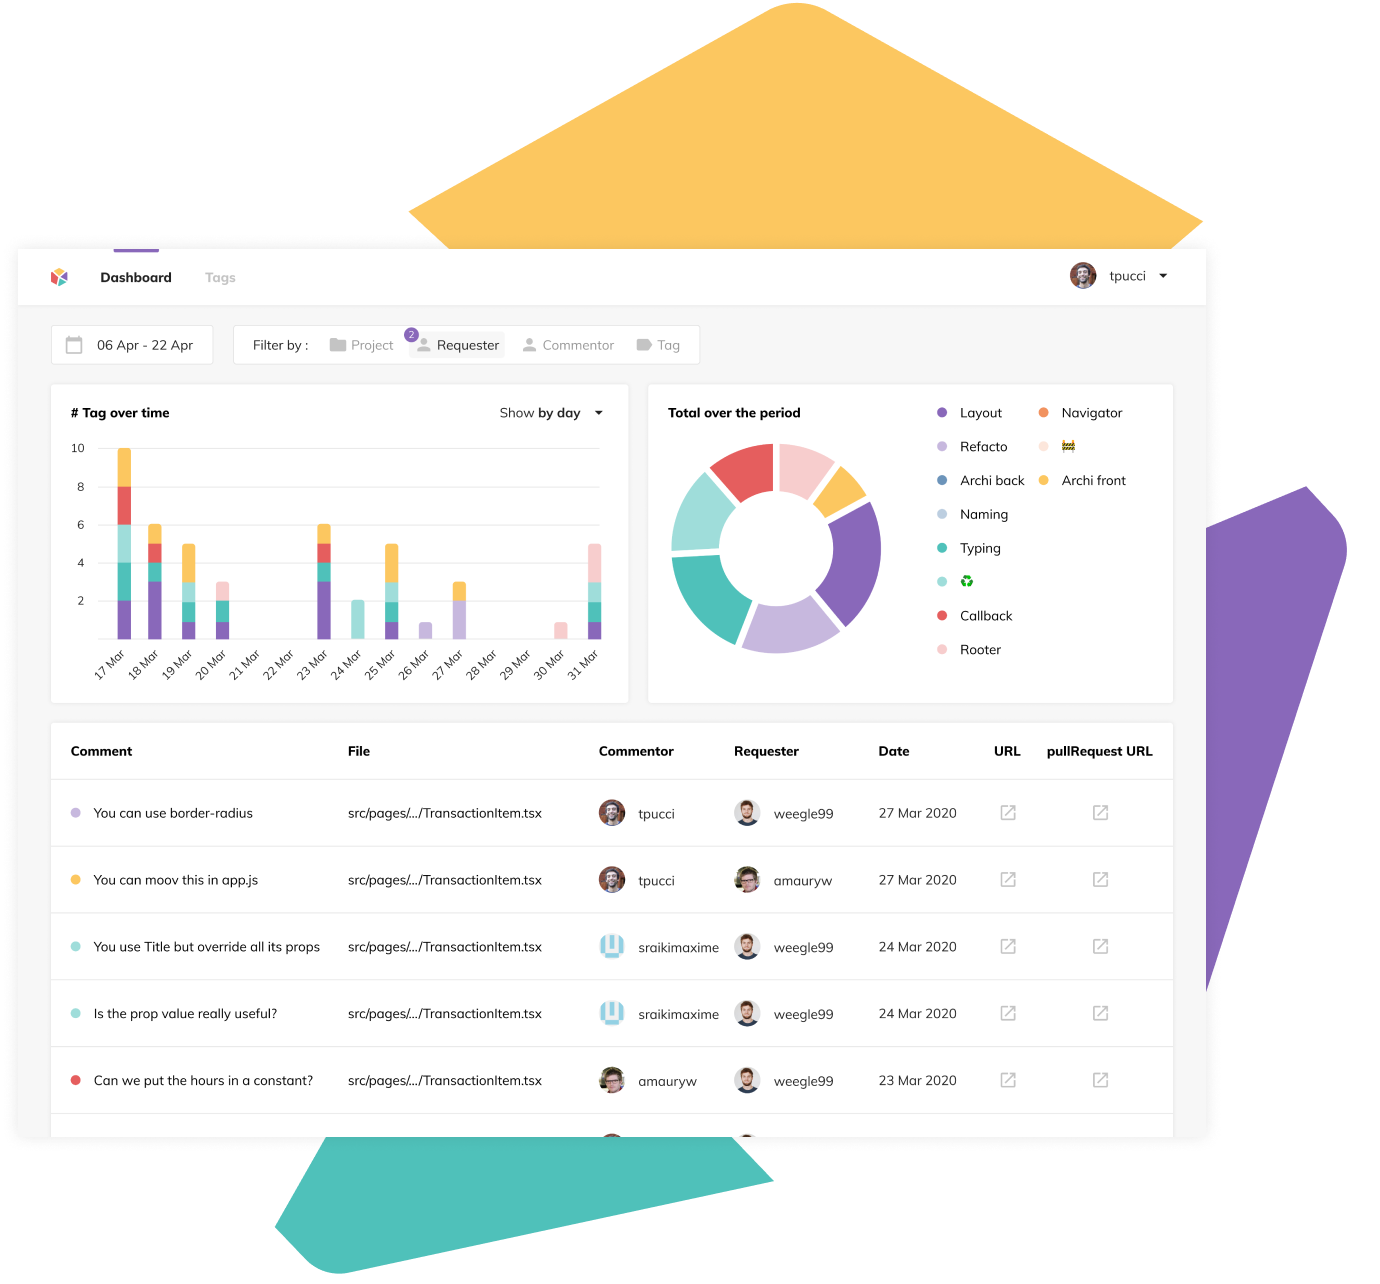 Dashboard Tags tpucci
06 Apr - 22 Apr Filter by : Project 2 Requester Commentor Tag
# Tag over time Show by day
10
8
6
4
2
17 Mar 18 Mar 19 Mar 20 Mar 21 Mar 22 Mar 23 Mar 24 Mar 25 Mar 26 Mar 27 Mar 28 Mar 29 Mar 30 Mar 31 Mar
Total over the period
Layout Navigator
Refacto 🚧
Archi back Archi front
Naming
Typing
♻
Callback
Rooter
Comment File Commentor Requester Date URL pullRequest URL
You can use border-radius src/pages/.../TransactionItem.tsx tpucci weegle99 27 Mar 2020
You can moov this in app.js src/pages/.../TransactionItem.tsx tpucci amauryw 27 Mar 2020
You use Title but override all its props src/pages/.../TransactionItem.tsx sraikimaxime weegle99 24 Mar 2020
Is the prop value really useful? src/pages/.../TransactionItem.tsx sraikimaxime weegle99 24 Mar 2020
Can we put the hours in a constant? src/pages/.../TransactionItem.tsx amauryw weegle99 23 Mar 2020